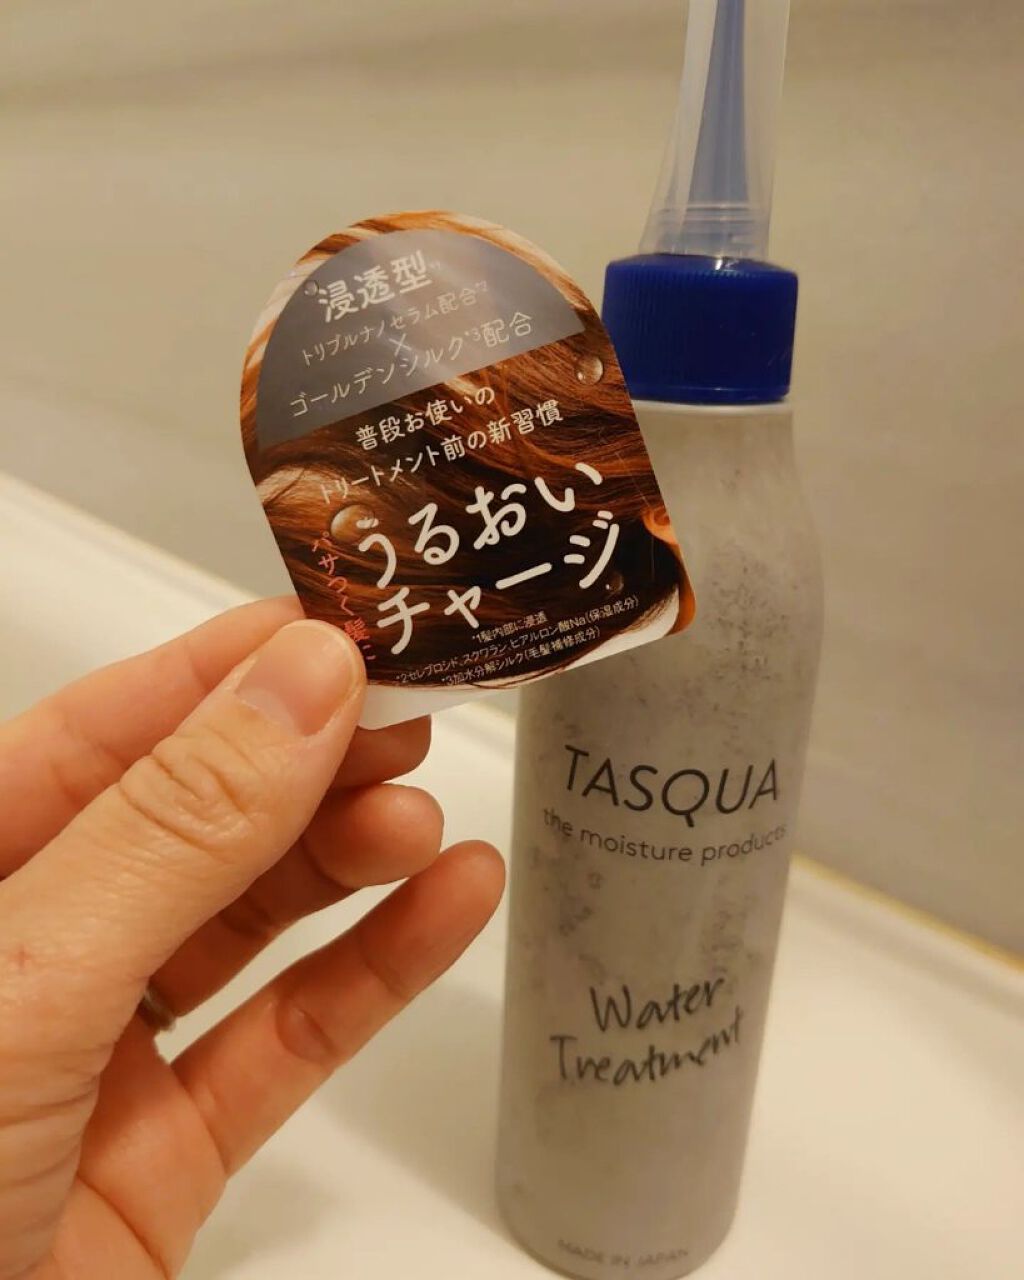 浸透型*¹
トリプルナノセラム配合*²
×
ゴールデンシルク*³配合
普段お使いの
トリートメント前の新習慣
うるおい
チャージ
パサつく髪に
*1髪内部に浸透
*2セレブロシド、スクワラン、ヒアルロン酸Na(保湿成分)
*3加水分解シルク(毛髪補修成分)
TASQUA
the moisture products
Water
Treatment
MADE IN JAPAN